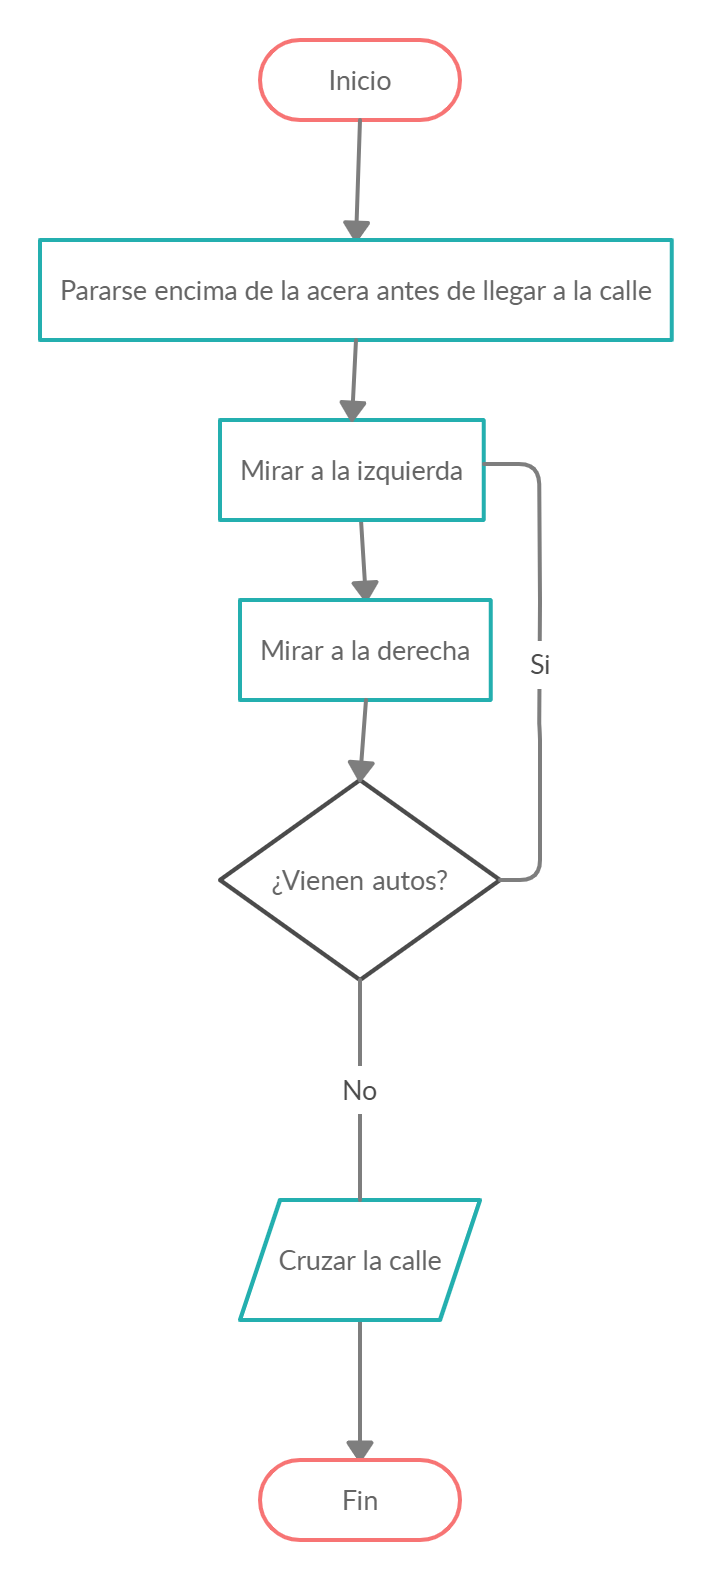 Inicio
Pararse encima de la acera antes de llegar a la calle
Mirar a la izquierda
Mirar a la derecha
Si
¿Vienen autos?
No
Cruzar la calle
Fin